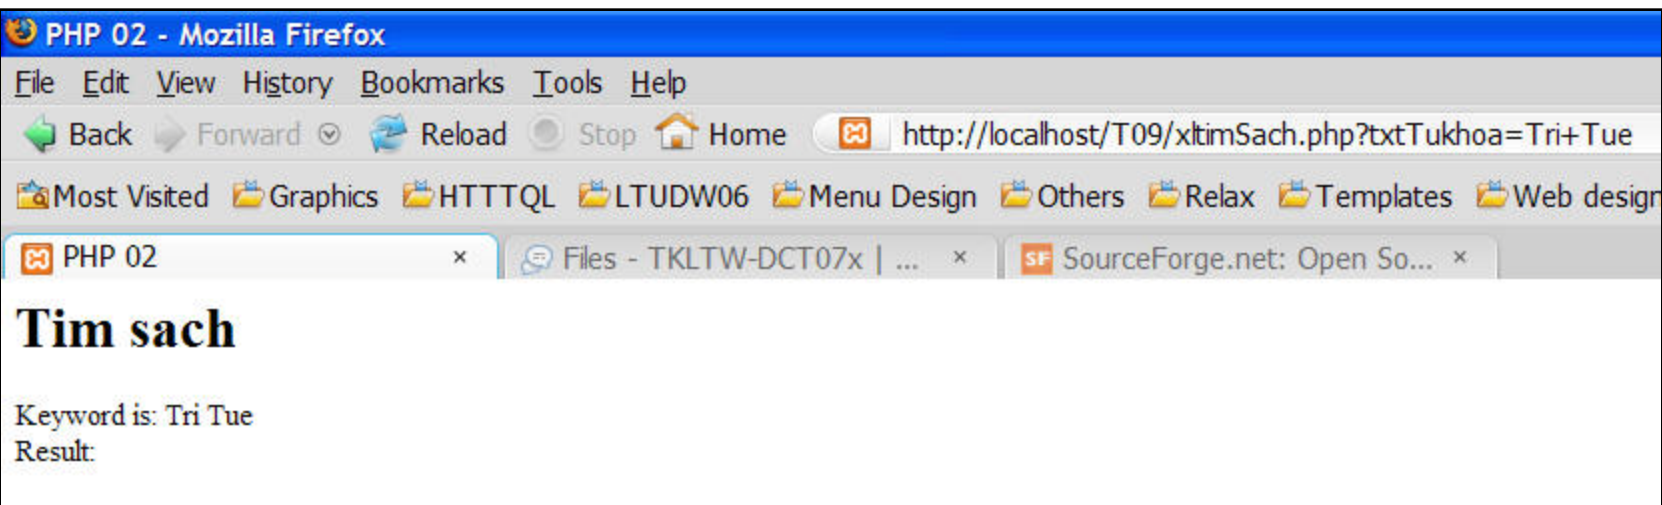 PHP 02 - Mozilla Firefox
File Edit View History Bookmarks Tools Help
Back Forward Reload Stop Home http://localhost/T09/xltimSach.php?txtTukhoa=Tri+Tue
Most Visited Graphics HTTTQL LTUDW06 Menu Design Others Relax Templates Web design
PHP 02 × Files - TKLTW-DCT07x | ... × SF SourceForge.net: Open So... ×
Tim sach
Keyword is: Tri Tue
Result: